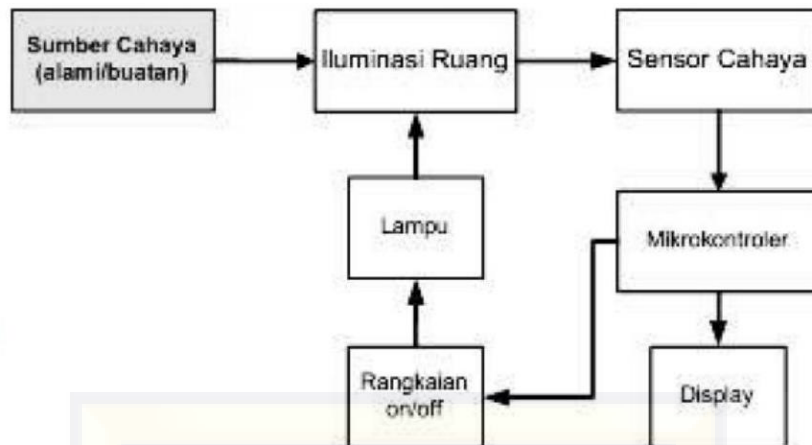 Sumber Cahaya
(alami/buatan)
Iluminasi Ruang
Sensor Cahaya
Lampu
Mikrokontroler
Rangkaian
on/off
Display